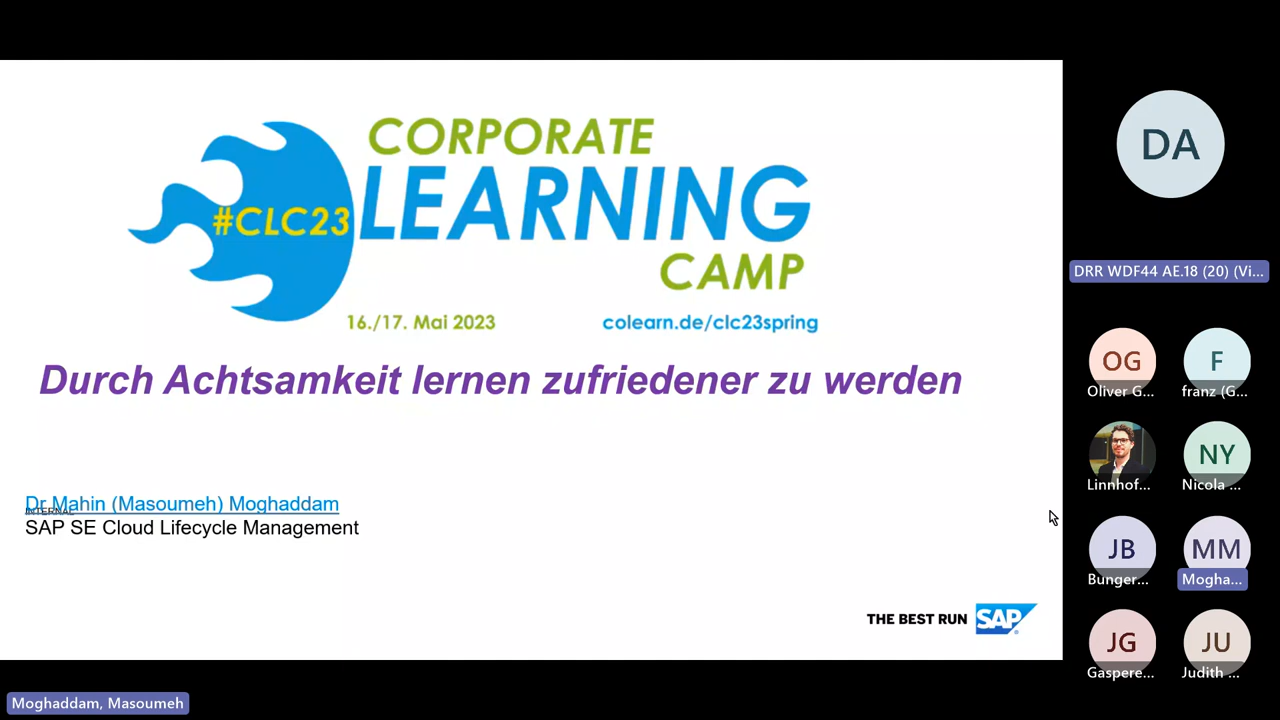 CORPORATE
#CLC23 LEARNING
CAMP
16./17. Mai 2023 colearn.de/clc23spring
Durch Achtsamkeit lernen zufriedener zu werden
Dr Mahin (Masoumeh) Moghaddam
INTERNAL
SAP SE Cloud Lifecycle Management
THE BEST RUN SAP
Moghaddam, Masoumeh
DA
DRR WDF44 AE.18 (20) (Vi...
OG F
Oliver G... franz (G...
NY
Linnhof... Nicola ...
JB MM
Bunger... Mogha...
JG JU
Gaspere... Judith ...